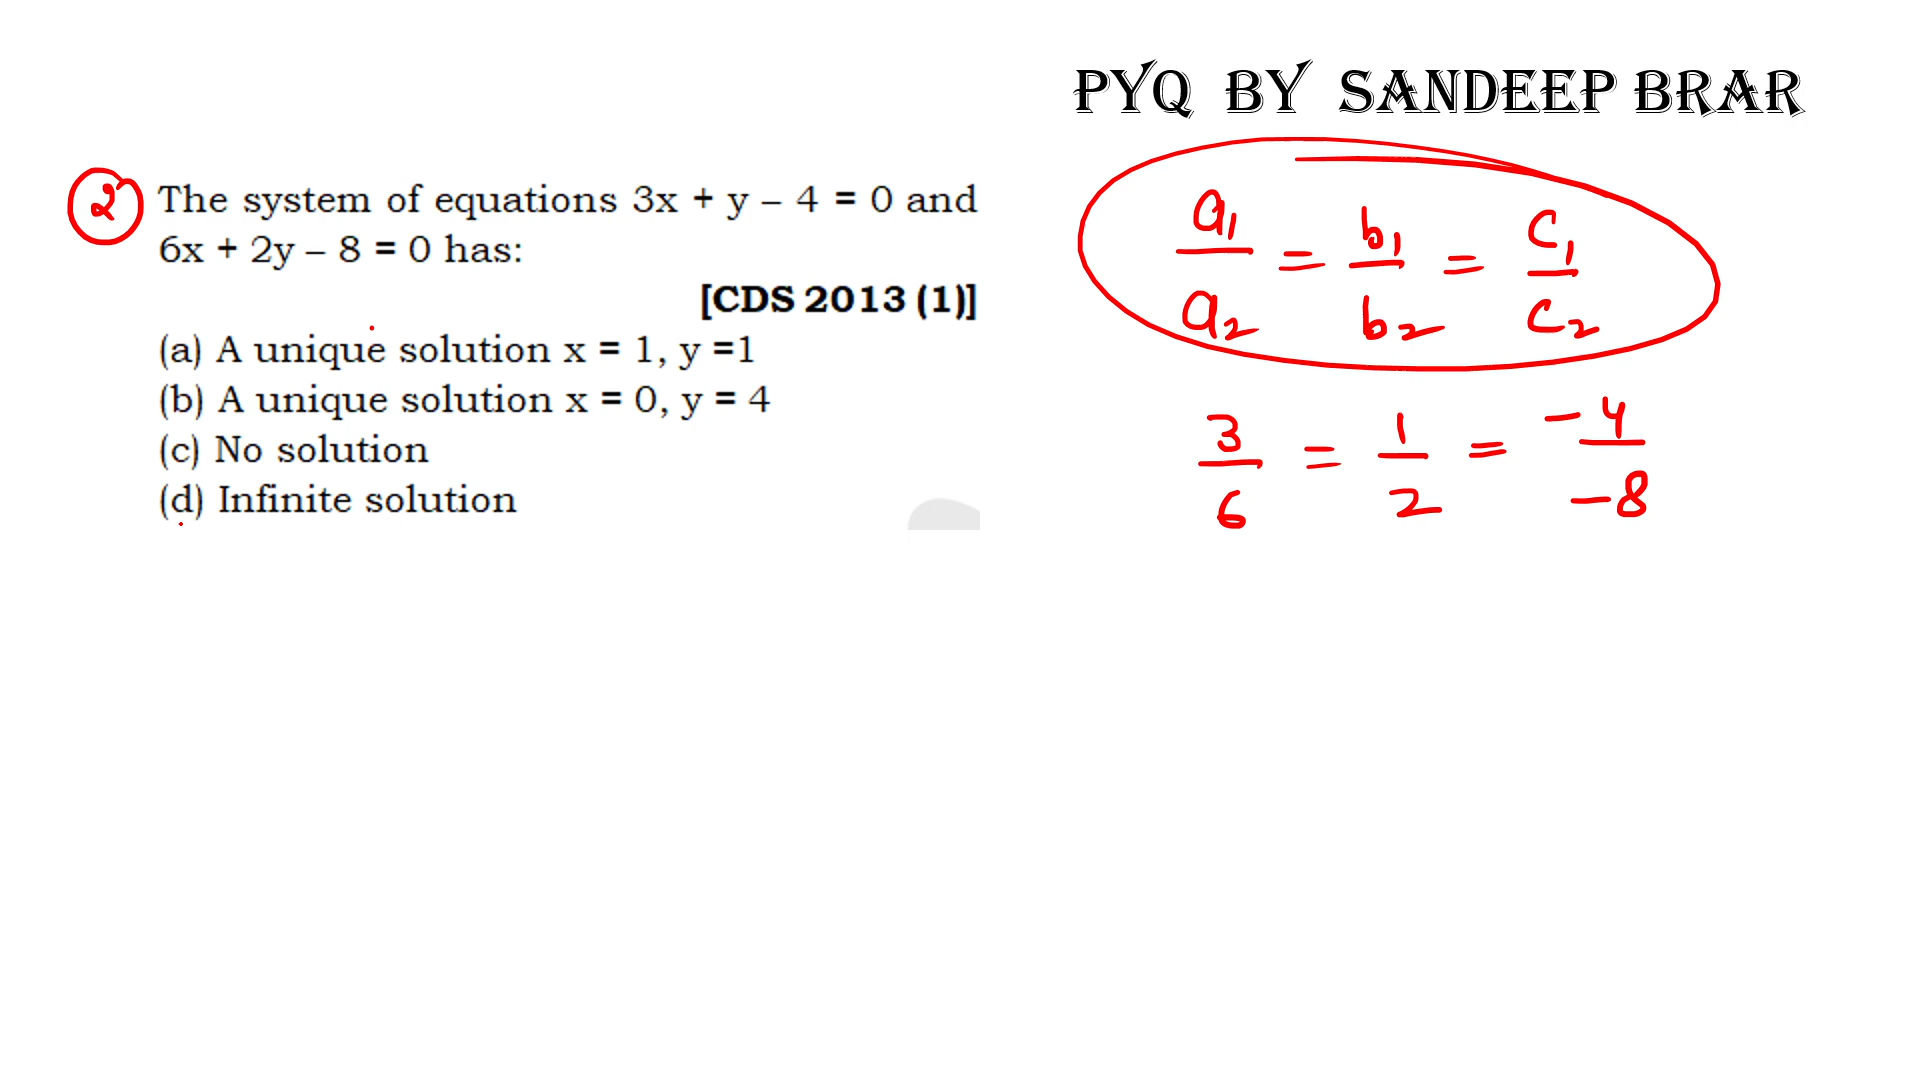 PYQ BY SANDEEP BRAR
2
The system of equations 3x + y – 4 = 0 and
6x + 2y – 8 = 0 has:
[CDS 2013 (1)]
(a) A unique solution x = 1, y =1
(b) A unique solution x = 0, y = 4
(c) No solution
(d) Infinite solution
a₁/a₂ = b₁/b₂ = c₁/c₂
3/6 = 1/2 = -4/-8